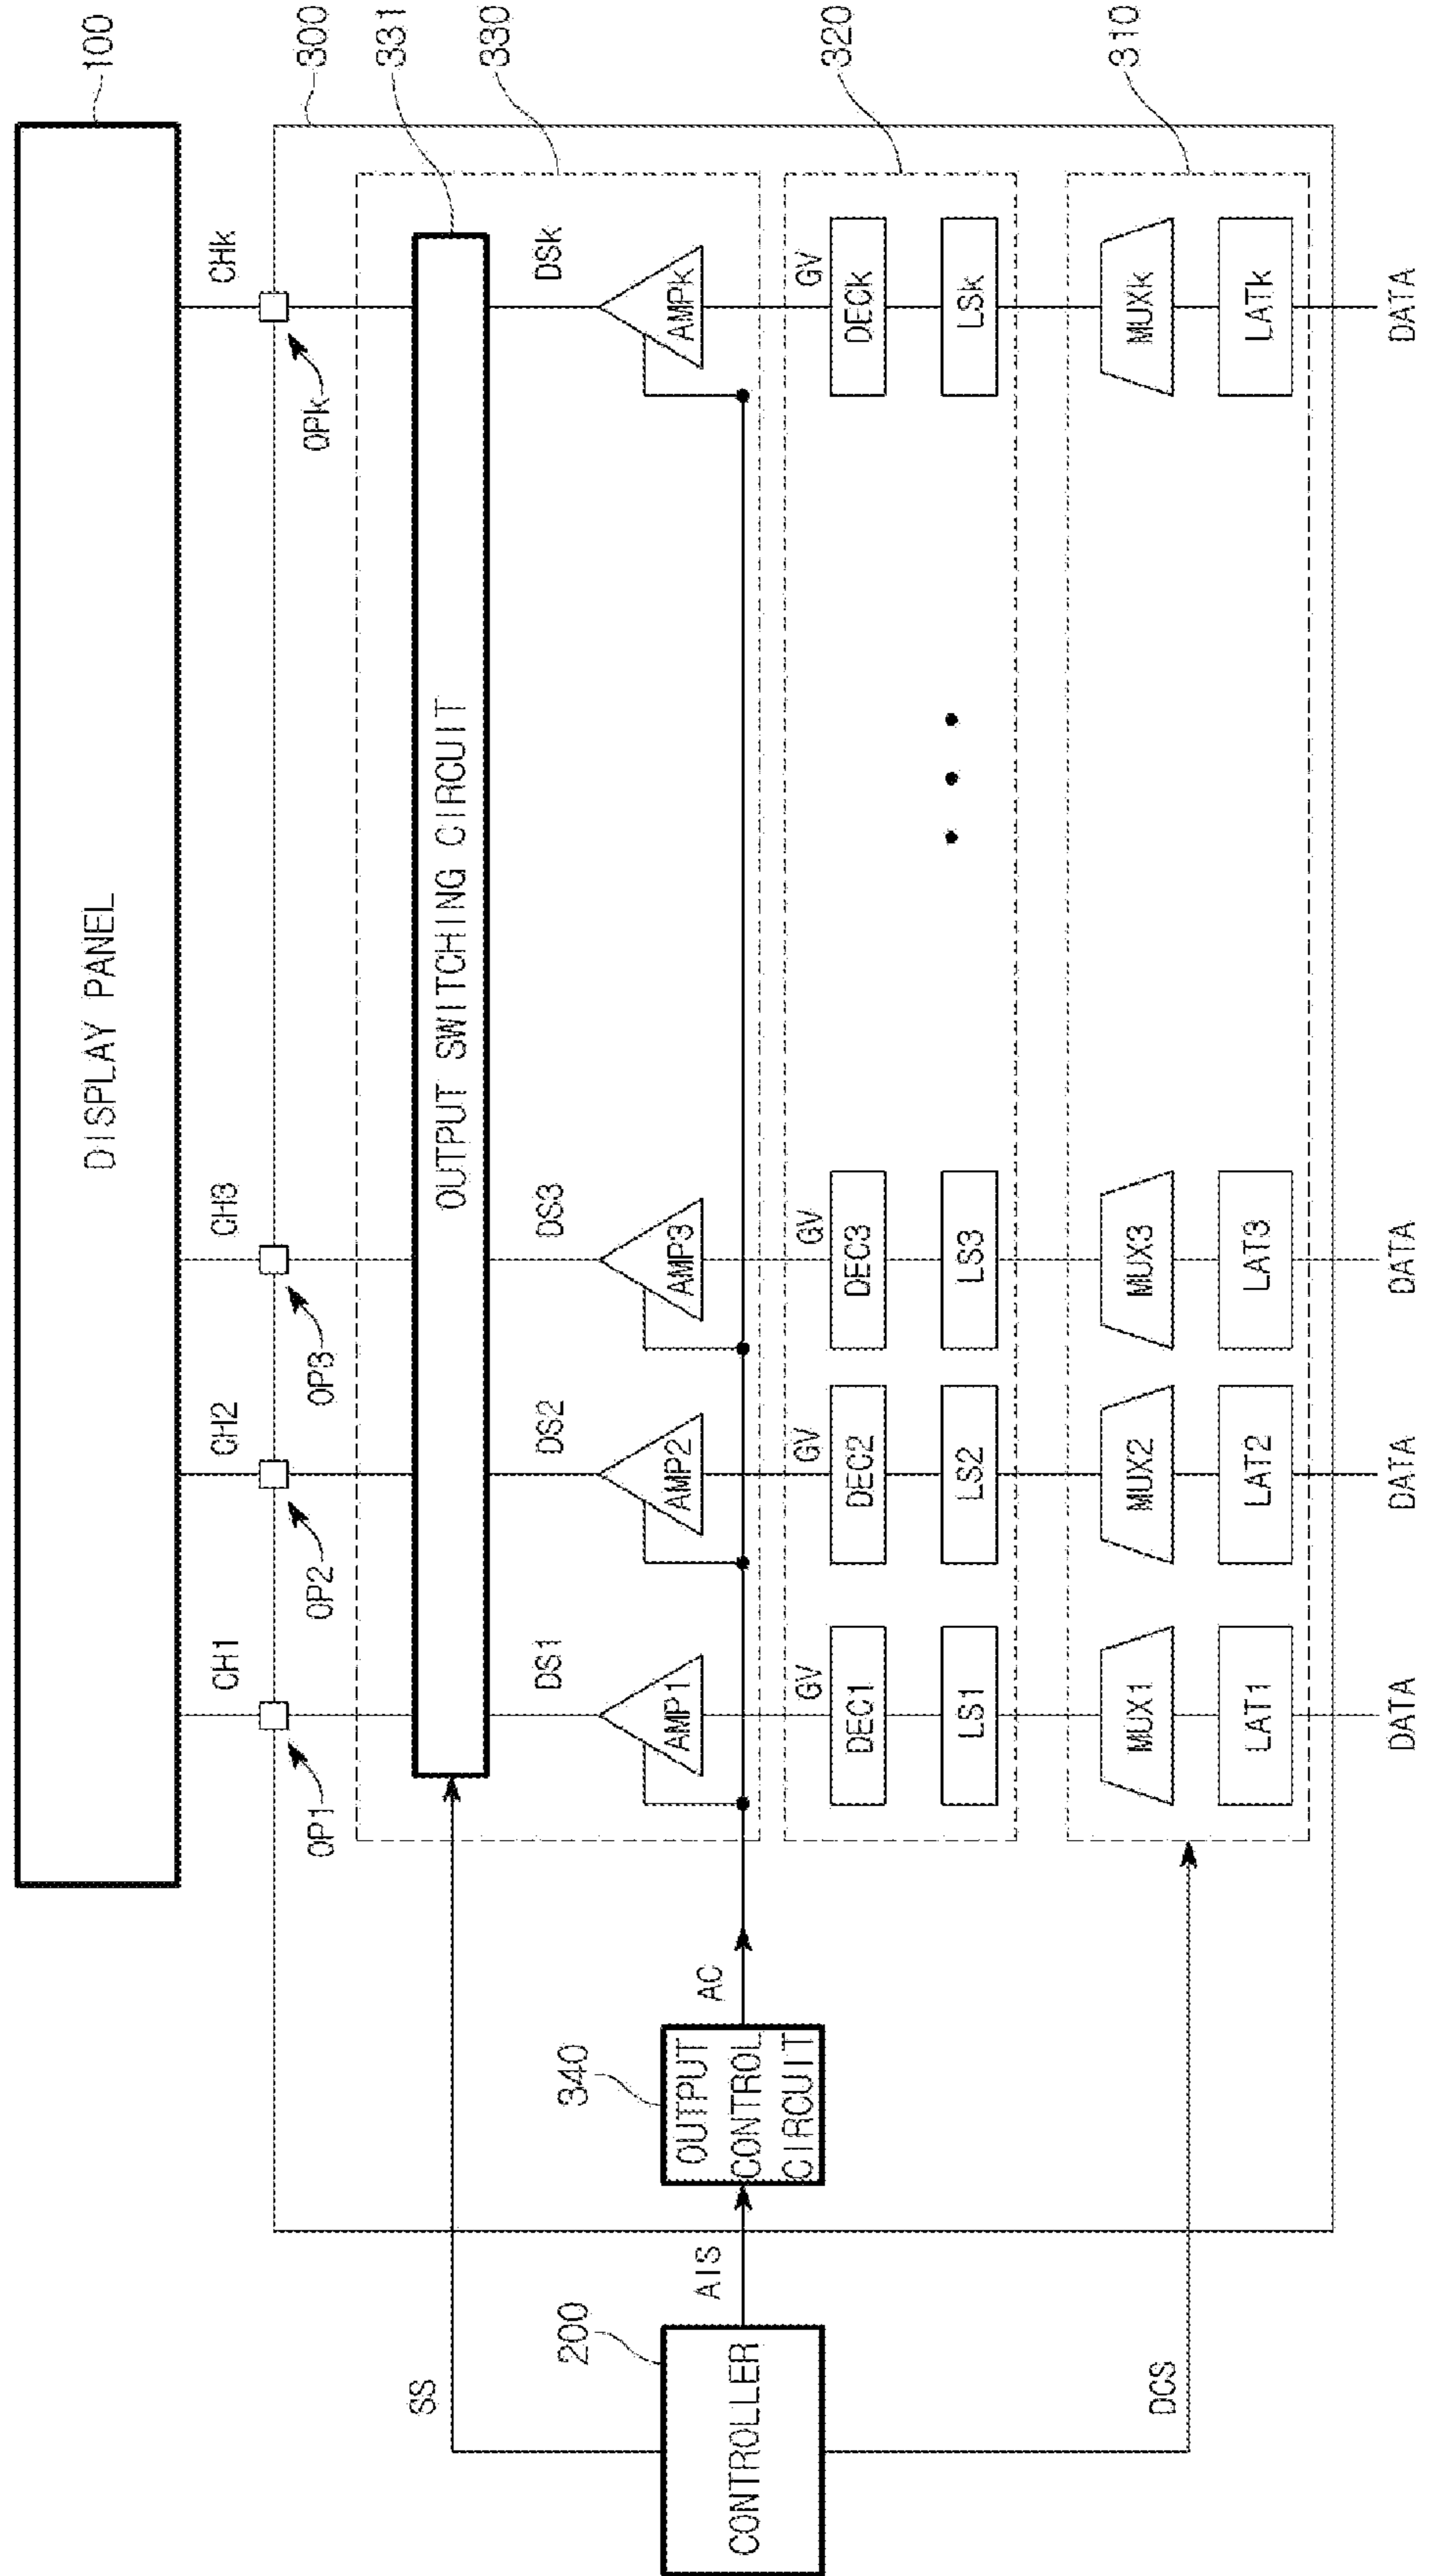 DISPLAY PANEL
100
CH1
CH2
CH3
CHk
300
OP1
OP2
OP3
OPk
331
OUTPUT SWITCHING CIRCUIT
330
SS
DS1
DS2
DS3
DSk
340
AMP1
AMP2
AMP3
AMPk
200
CONTROLLER
AIS
OUTPUT
CONTROL
CIRCUIT
AC
GV
GV
GV
GV
320
DEC1
DEC2
DEC3
DECk
LS1
LS2
LS3
LSk
310
MUX1
MUX2
MUX3
MUXk
DCS
LAT1
LAT2
LAT3
LATk
DATA
DATA
DATA
DATA